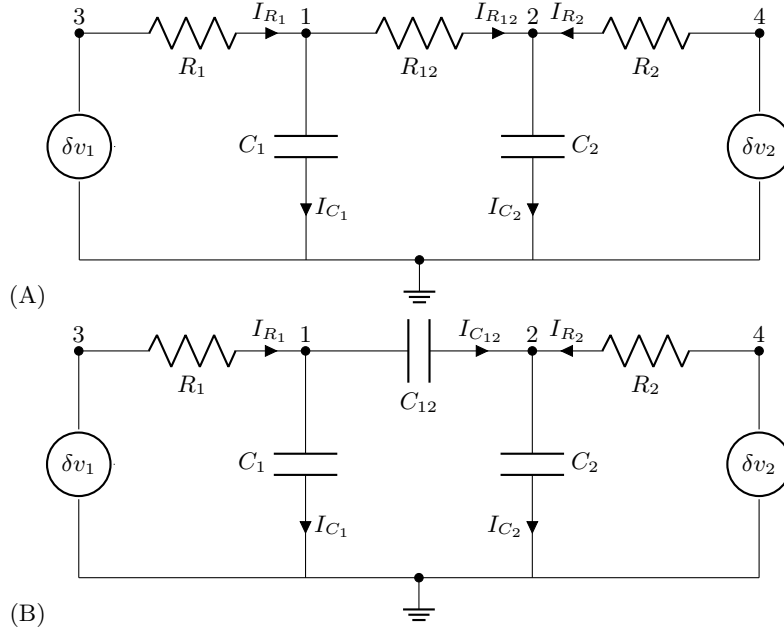 3 I_{R_1} 1 I_{R_{12}} 2 I_{R_2} 4
R_1 R_{12} R_2
δv_1 C_1 C_2 δv_2
I_{C_1} I_{C_2}
(A)
3 I_{R_1} 1 I_{C_{12}} 2 I_{R_2} 4
R_1 C_{12} R_2
δv_1 C_1 C_2 δv_2
I_{C_1} I_{C_2}
(B)